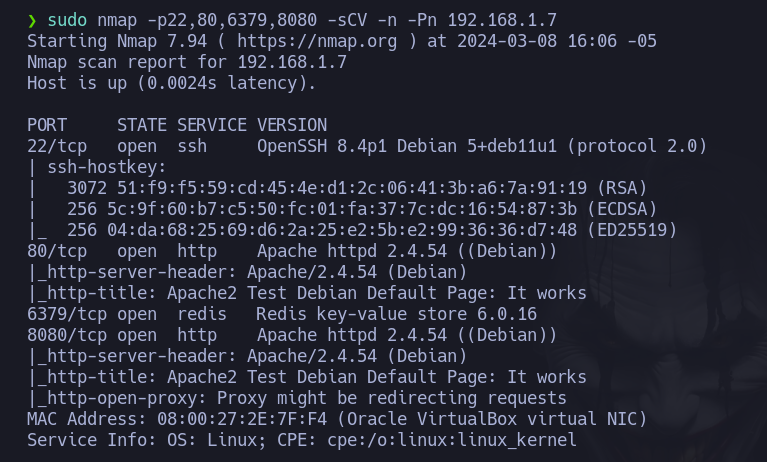 ❯ sudo nmap -p22,80,6379,8080 -sCV -n -Pn 192.168.1.7
Starting Nmap 7.94 ( https://nmap.org ) at 2024-03-08 16:06 -05
Nmap scan report for 192.168.1.7
Host is up (0.0024s latency).

PORT     STATE SERVICE VERSION
22/tcp   open  ssh     OpenSSH 8.4p1 Debian 5+deb11u1 (protocol 2.0)
| ssh-hostkey:
|   3072 51:f9:f5:59:cd:45:4e:d1:2c:06:41:3b:a6:7a:91:19 (RSA)
|   256 5c:9f:60:b7:c5:50:fc:01:fa:37:7c:dc:16:54:87:3b (ECDSA)
|_  256 04:da:68:25:69:d6:2a:25:e2:5b:e2:99:36:36:d7:48 (ED25519)
80/tcp   open  http    Apache httpd 2.4.54 ((Debian))
|_http-server-header: Apache/2.4.54 (Debian)
|_http-title: Apache2 Test Debian Default Page: It works
6379/tcp open  redis   Redis key-value store 6.0.16
8080/tcp open  http    Apache httpd 2.4.54 ((Debian))
|_http-server-header: Apache/2.4.54 (Debian)
|_http-title: Apache2 Test Debian Default Page: It works
|_http-open-proxy: Proxy might be redirecting requests
MAC Address: 08:00:27:2E:7F:F4 (Oracle VirtualBox virtual NIC)
Service Info: OS: Linux; CPE: cpe:/o:linux:linux_kernel